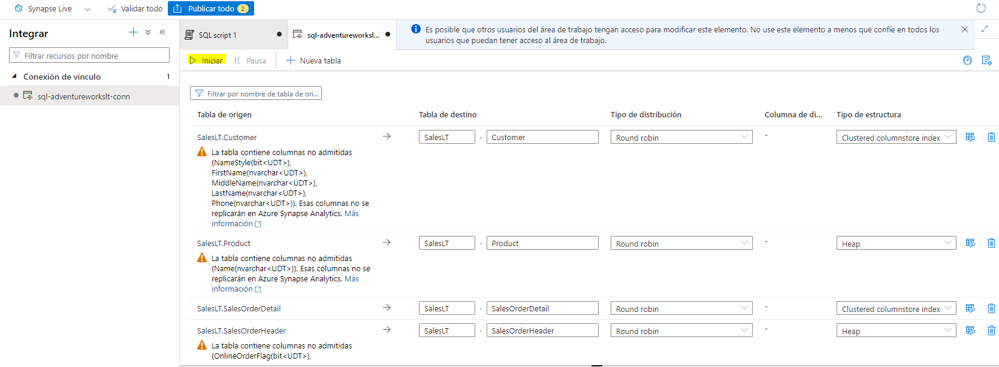 Synapse Live
Validar todo
Publicar todo 2
Integrar
Filtrar recursos por nombre
Conexión de vínculo 1
sql-adventureworkslt-conn
SQL script 1
sql-adventureworksl...
Es posible que otros usuarios del área de trabajo tengan acceso para modificar este elemento. No use este elemento a menos que confíe en todos los
usuarios que puedan tener acceso al área de trabajo.
Iniciar
Pausa
Nueva tabla
Filtrar por nombre de tabla de ori...
Tabla de origen Tabla de destino Tipo de distribución Columna de di... Tipo de estructura
SalesLT.Customer → SalesLT . Customer Round robin - Clustered columnstore index
La tabla contiene columnas no admitidas
(NameStyle(bit<UDT>),
FirstName(nvarchar<UDT>),
MiddleName(nvarchar<UDT>),
LastName(nvarchar<UDT>),
Phone(nvarchar<UDT>)). Esas columnas no se
replicarán en Azure Synapse Analytics. Más
información
SalesLT.Product → SalesLT . Product Round robin - Heap
La tabla contiene columnas no admitidas
(Name(nvarchar<UDT>)). Esas columnas no se
replicarán en Azure Synapse Analytics. Más
información
SalesLT.SalesOrderDetail → SalesLT . SalesOrderDetail Round robin - Clustered columnstore index
SalesLT.SalesOrderHeader → SalesLT . SalesOrderHeader Round robin - Heap
La tabla contiene columnas no admitidas
(OnlineOrderFlag(bit<UDT>),